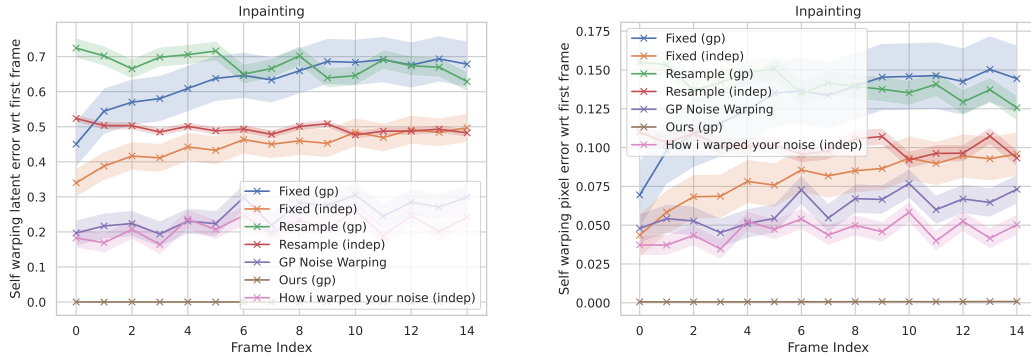 Inpainting
Self warping latent error wrt first frame
0.7
0.6
0.5
0.4
0.3
0.2
0.1
0.0
Fixed (gp)
Fixed (indep)
Resample (gp)
Resample (indep)
GP Noise Warping
Ours (gp)
How i warped your noise (indep)
0 2 4 6 8 10 12 14
Frame Index
Inpainting
Self warping pixel error wrt first frame
0.175
0.150
0.125
0.100
0.075
0.050
0.025
0.000
Fixed (gp)
Fixed (indep)
Resample (gp)
Resample (indep)
GP Noise Warping
Ours (gp)
How i warped your noise (indep)
0 2 4 6 8 10 12 14
Frame Index